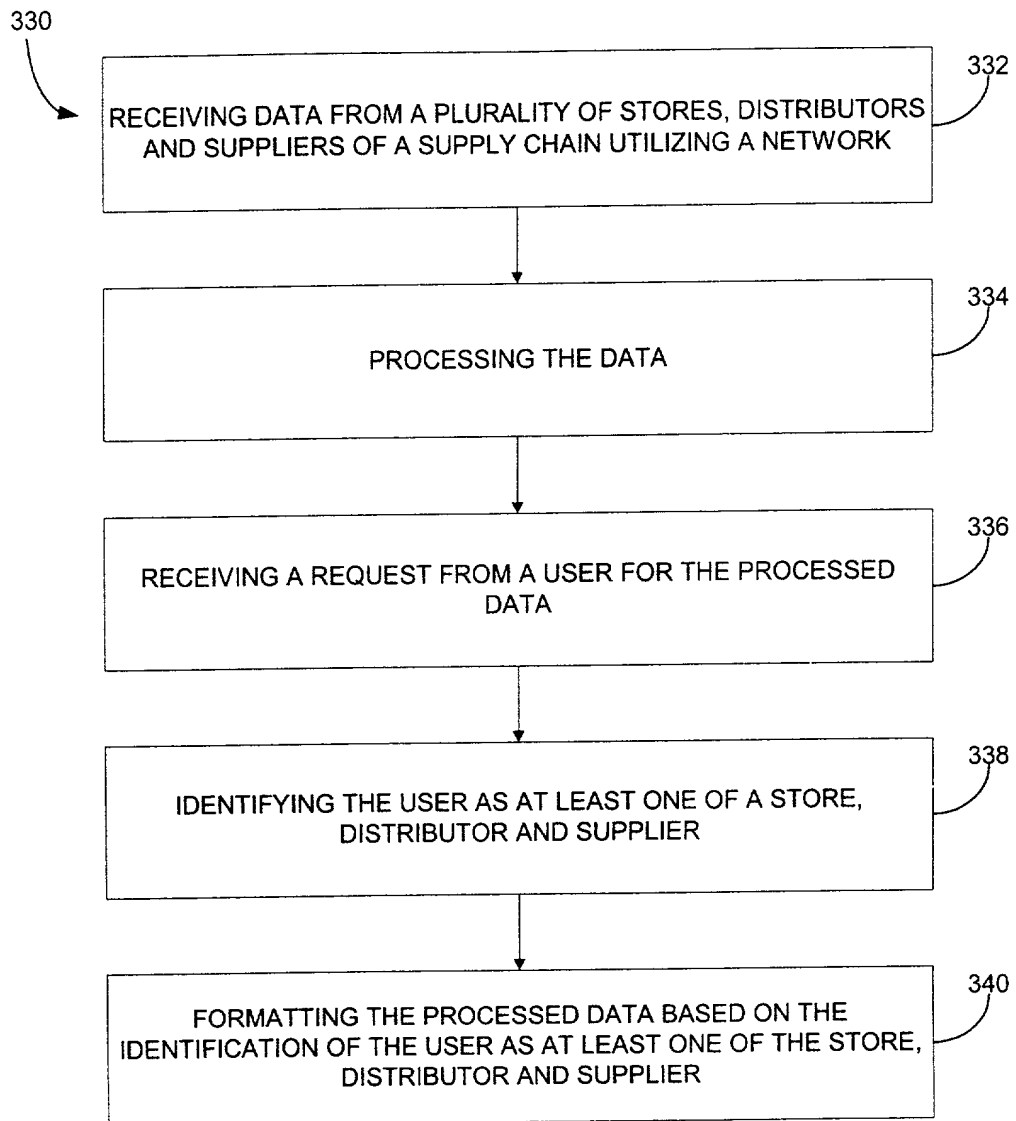 330
332
RECEIVING DATA FROM A PLURALITY OF STORES, DISTRIBUTORS
AND SUPPLIERS OF A SUPPLY CHAIN UTILIZING A NETWORK
334
PROCESSING THE DATA
336
RECEIVING A REQUEST FROM A USER FOR THE PROCESSED
DATA
338
IDENTIFYING THE USER AS AT LEAST ONE OF A STORE,
DISTRIBUTOR AND SUPPLIER
340
FORMATTING THE PROCESSED DATA BASED ON THE
IDENTIFICATION OF THE USER AS AT LEAST ONE OF THE STORE,
DISTRIBUTOR AND SUPPLIER